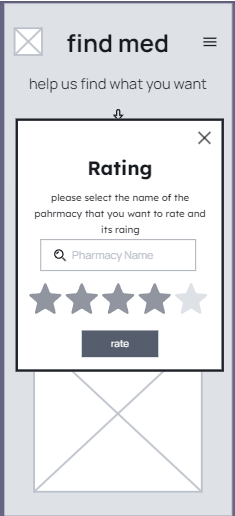 find med
help us find what you want
Rating
please select the name of the
pahrmacy that you want to rate and
its raing
Pharmacy Name
rate